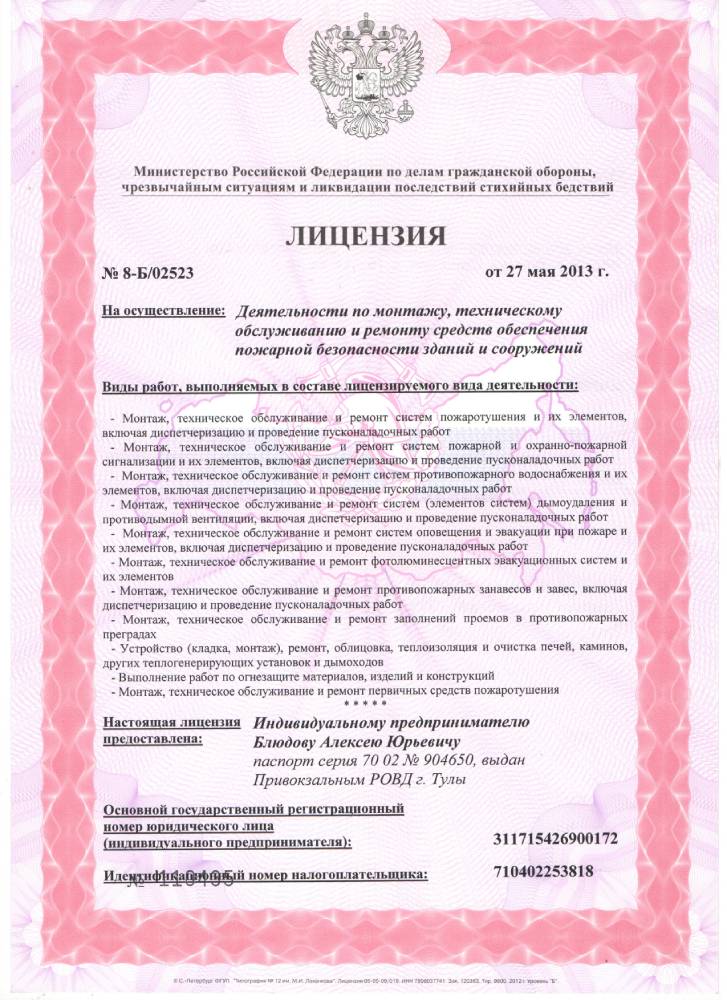 Министерство Российской Федерации по делам гражданской обороны,
чрезвычайным ситуациям и ликвидации последствий стихийных бедствий
ЛИЦЕНЗИЯ
№ 8-Б/02523 от 27 мая 2013 г.
На осуществление: Деятельности по монтажу, техническому
обслуживанию и ремонту средств обеспечения
пожарной безопасности зданий и сооружений
Виды работ, выполняемых в составе лицензируемого вида деятельности:
- Монтаж, техническое обслуживание и ремонт систем пожаротушения и их элементов,
включая диспетчеризацию и проведение пусконаладочных работ
- Монтаж, техническое обслуживание и ремонт систем пожарной и охранно-пожарной
сигнализации и их элементов, включая диспетчеризацию и проведение пусконаладочных работ
- Монтаж, техническое обслуживание и ремонт систем противопожарного водоснабжения и их
элементов, включая диспетчеризацию и проведение пусконаладочных работ
- Монтаж, техническое обслуживание и ремонт систем (элементов систем) дымоудаления и
противодымной вентиляции, включая диспетчеризацию и проведение пусконаладочных работ
- Монтаж, техническое обслуживание и ремонт систем оповещения и эвакуации при пожаре и
их элементов, включая диспетчеризацию и проведение пусконаладочных работ
- Монтаж, техническое обслуживание и ремонт фотолюминесцентных эвакуационных систем и
их элементов
- Монтаж, техническое обслуживание и ремонт противопожарных занавесов и завес, включая
диспетчеризацию и проведение пусконаладочных работ
- Монтаж, техническое обслуживание и ремонт заполнений проемов в противопожарных
преградах
- Устройство (кладка, монтаж), ремонт, облицовка, теплоизоляция и очистка печей, каминов,
других теплогенерирующих установок и дымоходов
- Выполнение работ по огнезащите материалов, изделий и конструкций
- Монтаж, техническое обслуживание и ремонт первичных средств пожаротушения
* * * * *
Настоящая лицензия Индивидуальному предпринимателю
предоставлена: Блюдову Алексею Юрьевичу
паспорт серия 70 02 № 904650, выдан
Привокзальным РОВД г. Тулы
Основной государственный регистрационный
номер юридического лица
(индивидуального предпринимателя): 311715426900172
Идентификационный номер налогоплательщика: 710402253818
№
© С.-Петербург ФГУП "Типография № 12 им. М.И. Лоханкова". Лицензия 2012 г. Уровень "Б"